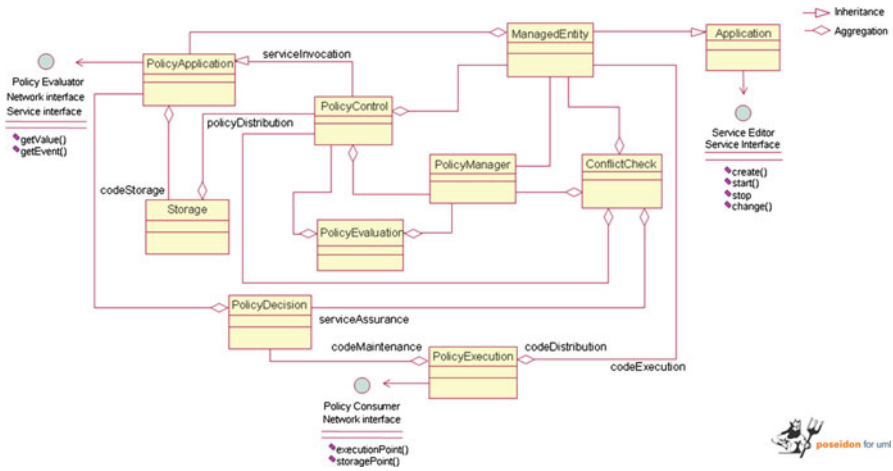 Inheritance
Aggregation
ManagedEntity
Application
serviceInvocation
PolicyApplication
Policy Evaluator
Network interface
Service interface
getValue()
getEvent()
PolicyControl
policyDistribution
Service Editor
Service Interface
create()
start()
stop
change()
PolicyManager
ConflictCheck
codeStorage
Storage
PolicyEvaluation
PolicyDecision
serviceAssurance
codeMaintenance
PolicyExecution
codeDistribution
codeExecution
Policy Consumer
Network interface
executionPoint()
storagePoint()
poseidon for uml